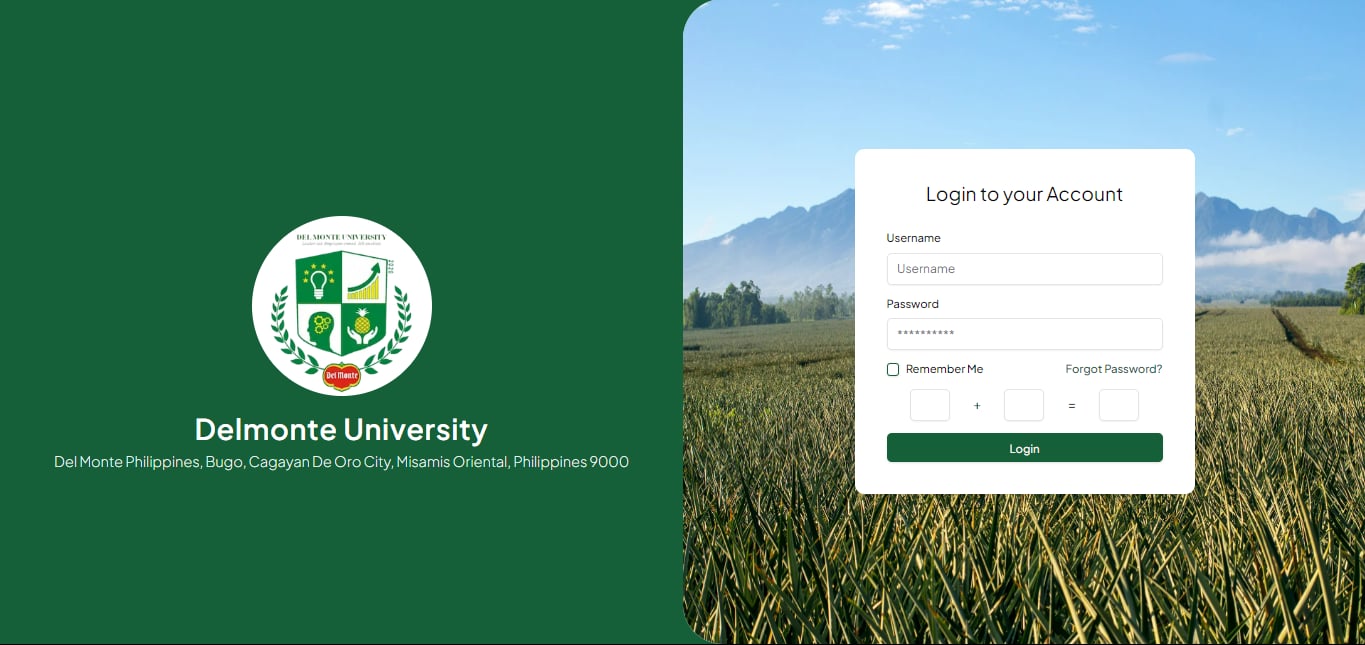 DEL MONTE UNIVERSITY
Del Monte
Delmonte University
Del Monte Philippines, Bugo, Cagayan De Oro City, Misamis Oriental, Philippines 9000
Login to your Account
Username
Username
Password
**********
Remember Me Forgot Password?
+ =
Login